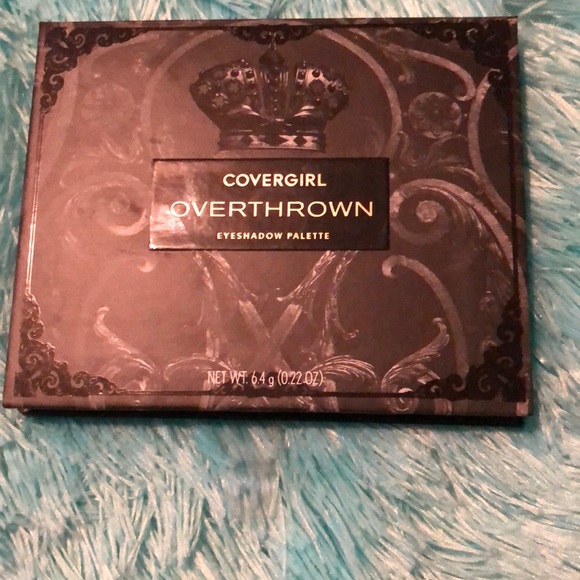 COVERGIRL
OVERTHROWN
EYESHADOW PALETTE
NET WT. 6.4 g (0.22 OZ)